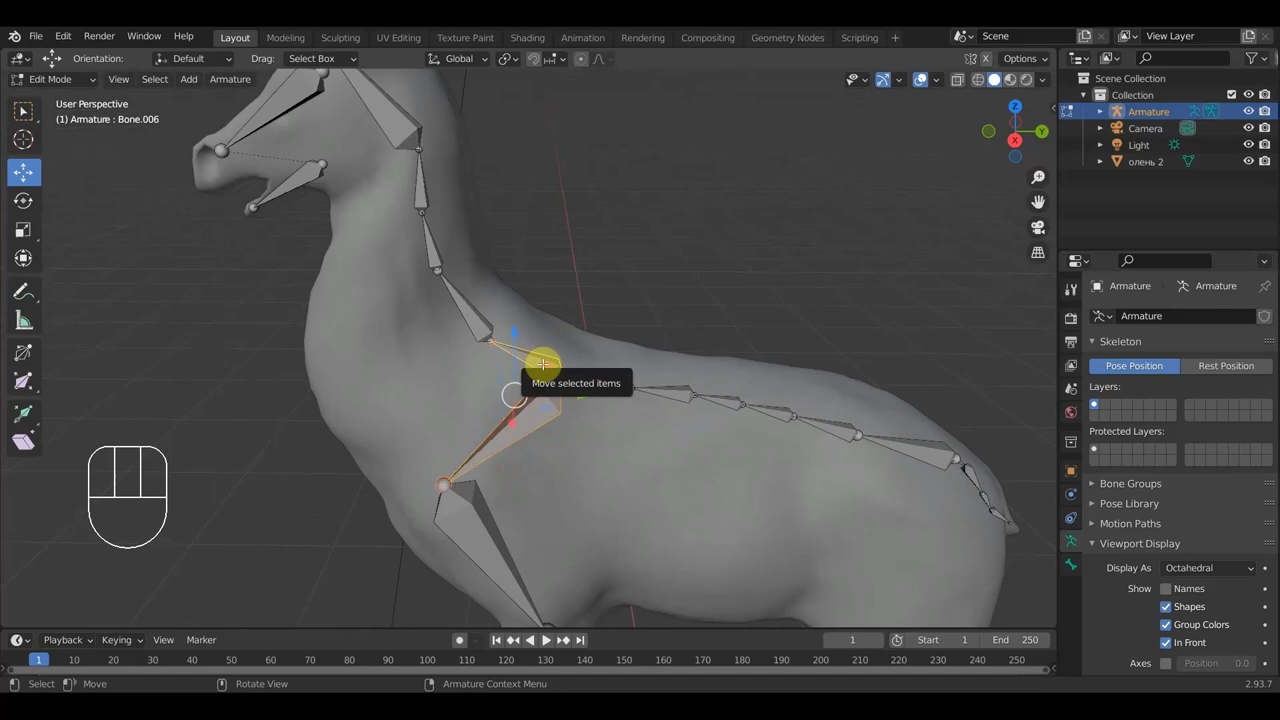 File Edit Render Window Help Layout Modeling Sculpting UV Editing Texture Paint Shading Animation Rendering Compositing Geometry Nodes Scripting + Scene View Layer
Orientation: Default Drag: Select Box Global Options
Edit Mode View Select Add Armature
User Perspective
(1) Armature : Bone.006
Z
Y
X
Move selected items
Scene Collection
Collection
Armature
Camera
Light
олень 2
Armature Armature
Armature
Skeleton
Pose Position Rest Position
Layers:
Protected Layers:
Bone Groups
Pose Library
Motion Paths
Viewport Display
Display As Octahedral
Show Names
Shapes
Group Colors
In Front
Axes Position 0.0
Playback Keying View Marker 1 Start 1 End 250
1 10 20 30 40 50 60 70 80 90 100 110 120 130 140 150 160 170 180 190 200 210 220 230 240 250
Select Move Rotate View Armature Context Menu 2.93.7